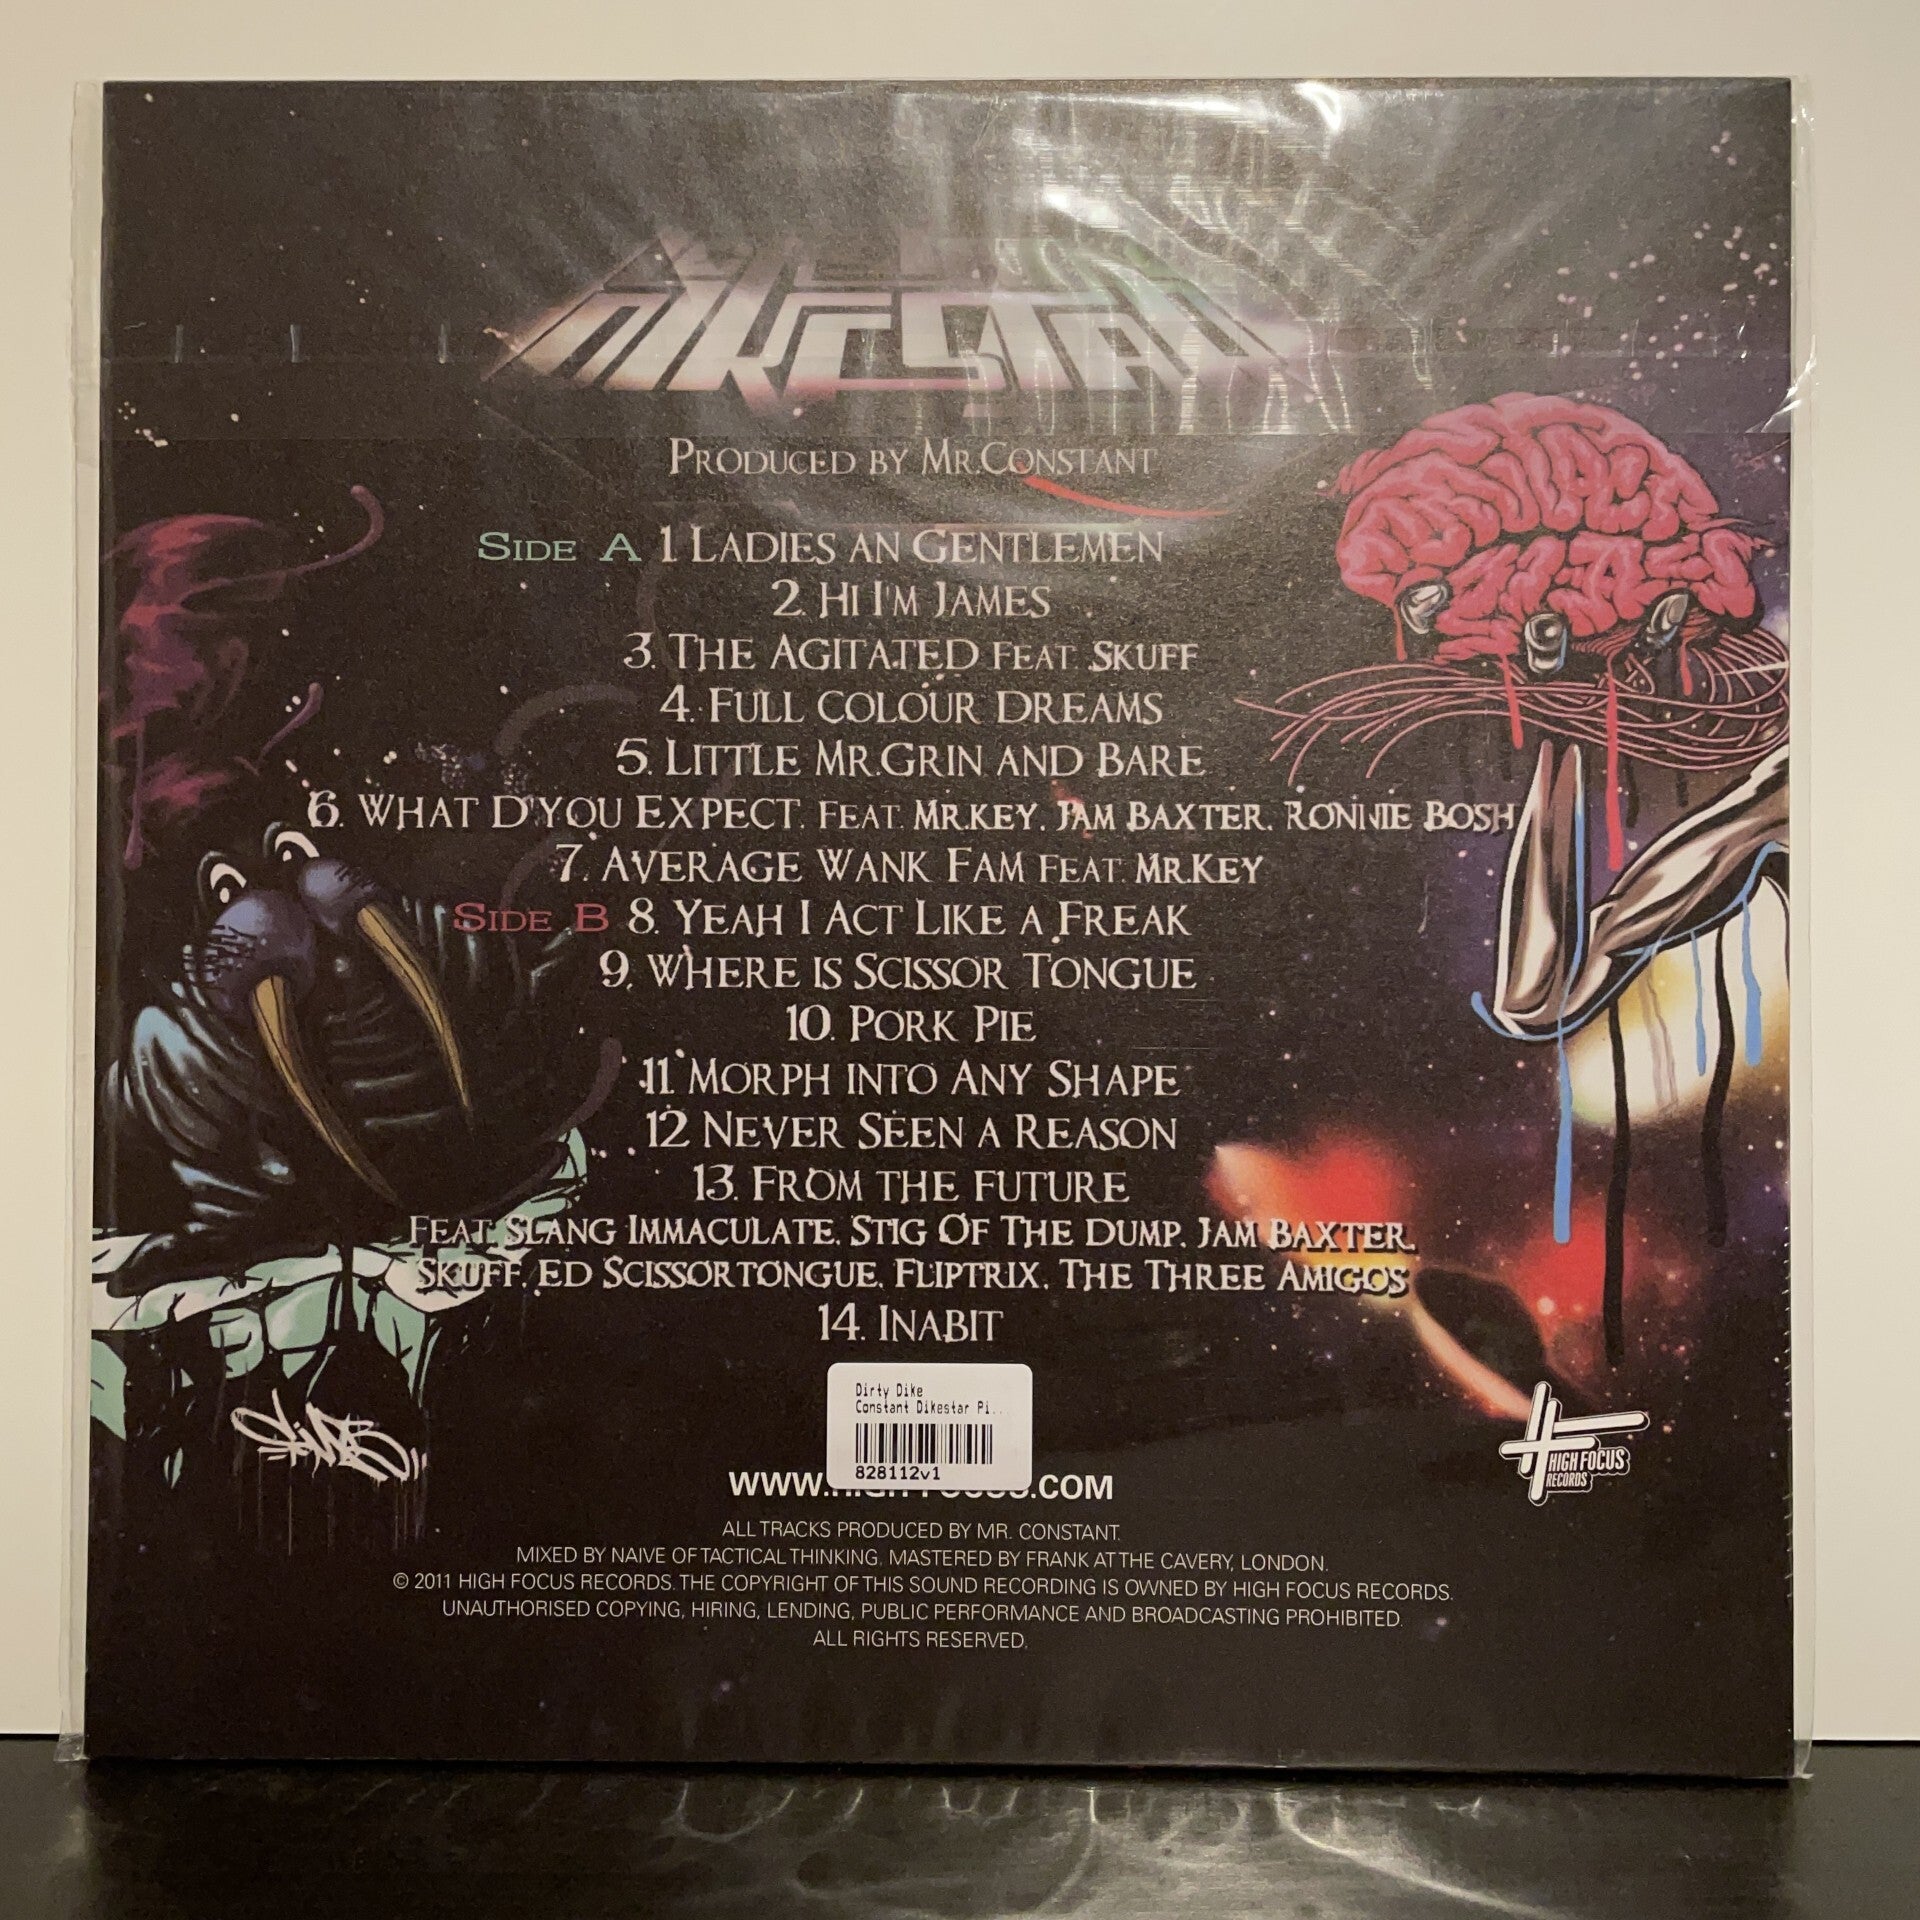 DIKESTAR
PRODUCED BY MR.CONSTANT
SIDE A 1 LADIES AN GENTLEMEN
2. HI I'M JAMES
3. THE AGITATED FEAT. SKUFF
4. FULL COLOUR DREAMS
5. LITTLE MR.GRIN AND BARE
6. WHAT D'YOU EXPECT. FEAT. MR.KEY, JAM BAXTER, RONNIE BOSH
7. AVERAGE WANK FAM FEAT. MR.KEY
SIDE B 8. YEAH I ACT LIKE A FREAK
9. WHERE IS SCISSOR TONGUE
10. PORK PIE
11. MORPH INTO ANY SHAPE
12 NEVER SEEN A REASON
13. FROM THE FUTURE
FEAT. SLANG IMMACULATE, STIG OF THE DUMP, JAM BAXTER,
SKUFF, ED SCISSORTONGUE, FLIPTRIX, THE THREE AMIGOS
14. INABIT
Dirty Dike
Constant Dikestar Pi...
828112v1
WWW. .COM
HIGH FOCUS
RECORDS
ALL TRACKS PRODUCED BY MR. CONSTANT.
MIXED BY NAIVE OF TACTICAL THINKING. MASTERED BY FRANK AT THE CAVERY, LONDON.
© 2011 HIGH FOCUS RECORDS. THE COPYRIGHT OF THIS SOUND RECORDING IS OWNED BY HIGH FOCUS RECORDS.
UNAUTHORISED COPYING, HIRING, LENDING, PUBLIC PERFORMANCE AND BROADCASTING PROHIBITED.
ALL RIGHTS RESERVED.